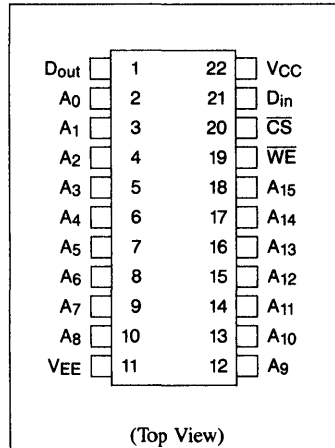 Dout 1 22 VCC
A0 2 21 Din
A1 3 20 C̅S̅
A2 4 19 W̅E̅
A3 5 18 A15
A4 6 17 A14
A5 7 16 A13
A6 8 15 A12
A7 9 14 A11
A8 10 13 A10
VEE 11 12 A9
(Top View)